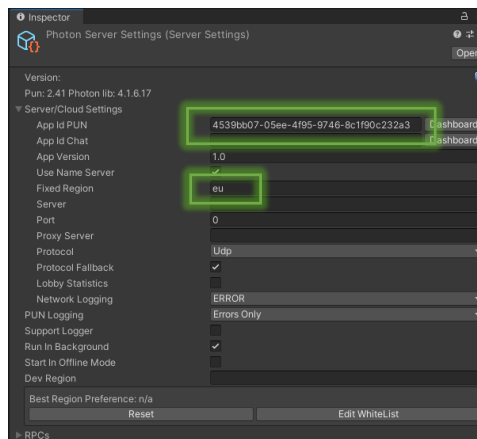 Inspector
Photon Server Settings (Server Settings)
Open
Version:
Pun: 2.41 Photon lib: 4.1.6.17
Server/Cloud Settings
App Id PUN 4539bb07-05ee-4f95-9746-8c1f90c232a3 Dashboard
App Id Chat Dashboard
App Version 1.0
Use Name Server
Fixed Region eu
Server
Port 0
Proxy Server
Protocol Udp
Protocol Fallback
Lobby Statistics
Network Logging ERROR
PUN Logging Errors Only
Support Logger
Run In Background
Start In Offline Mode
Dev Region
Best Region Preference: n/a
Reset Edit WhiteList
RPCs